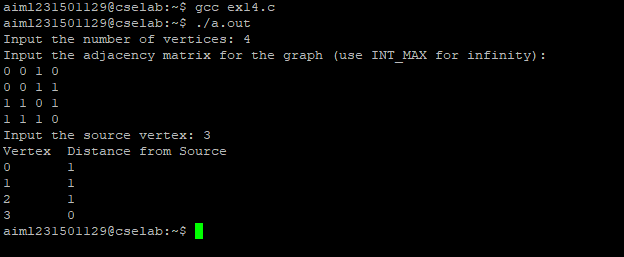 aiml231501129@cselab:~$ gcc ex14.c
aiml231501129@cselab:~$ ./a.out
Input the number of vertices: 4
Input the adjacency matrix for the graph (use INT_MAX for infinity):
0 0 1 0
0 0 1 1
1 1 0 1
1 1 1 0
Input the source vertex: 3
Vertex  Distance from Source
0       1
1       1
2       1
3       0
aiml231501129@cselab:~$